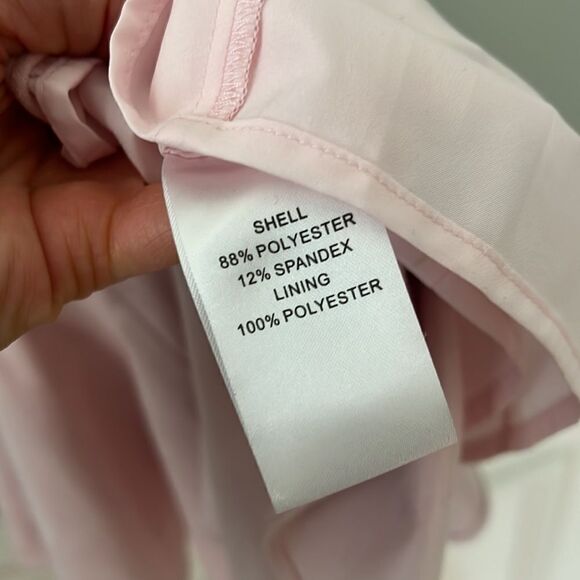 SHELL
88% POLYESTER
12% SPANDEX
LINING
100% POLYESTER